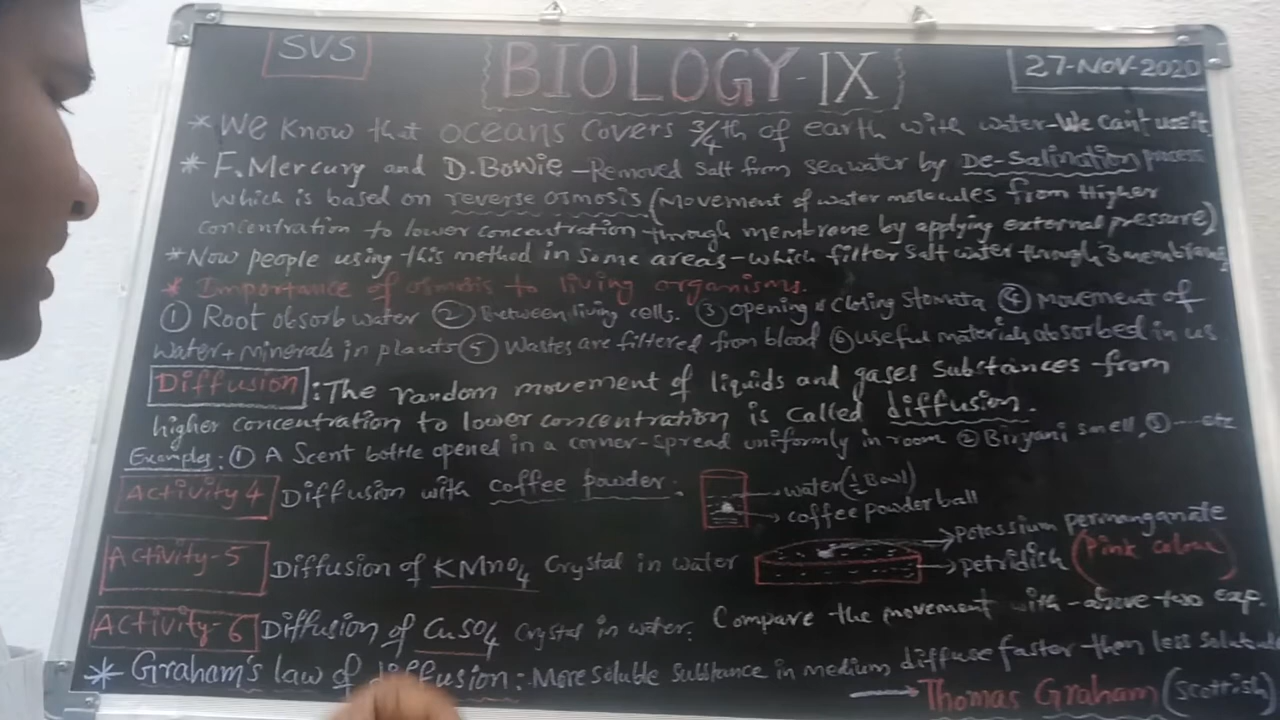 SVS
BIOLOGY-IX
27-NOV-2020
* We know that oceans covers 3/4th of earth with water-We can't use it
* F. Mercury and D. Bowie -Removed salt from seawater by De-salination process
which is based on reverse osmosis (Movement of water molecules from Higher
concentration to lower concentration through membrane by applying external pressure)
* Now people using this method in some areas-which filter salt water through 3 membrans
* Importance of osmosis to living organisms.
① Root absorb water ② Between living cells. ③ opening & closing stomata ④ Movement of
water + minerals in plants ⑤ Wastes are filtered from blood ⑥ useful materials absorbed in us
Diffusion : The random movement of liquids and gases substances from
higher concentration to lower concentration is called diffusion.
Examples: ① A Scent bottle opened in a corner-spread uniformly in room ② Biryani smell, ③ ----etc
Activity 4 Diffusion with coffee powder.
water (1/2 Bowl)
coffee powder ball
Activity-5 Diffusion of KMnO4 Crystal in water
Potassium permanganate
petridish (Pink colour)
Activity-6 Diffusion of CuSO4 Crystal in water. Compare the movement with above two exp.
* Graham's law of diffusion: More soluble substance in medium diffuse faster than less soluble
Thomas Graham (Scottish)